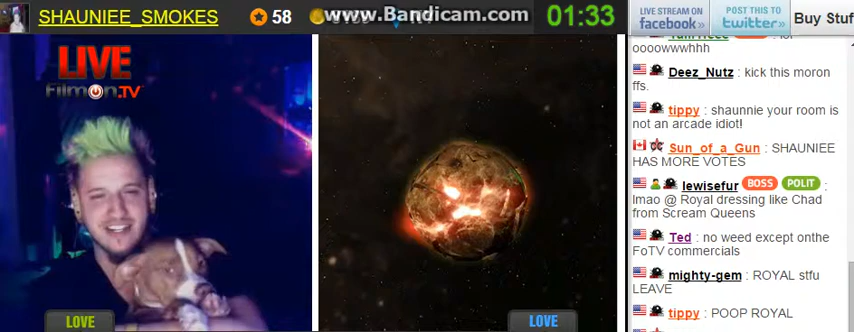 SHAUNIEE_SMOKES
58
www.Bandicam.com
01:33
LIVE STREAM ON
facebook»
POST THIS TO
twitter»
Buy Stuf
LIVE
FilmOn.TV
LOVE
LOVE
BOSS : lol
oooowwwhhh
Deez_Nutz : kick this moron
ffs.
tippy : shaunnie your room is
not an arcade idiot!
Sun_of_a_Gun : SHAUNIEE
HAS MORE VOTES
lewisefur BOSS POLIT :
lmao @ Royal dressing like Chad
from Scream Queens
Ted : no weed except onthe
FoTV commercials
mighty-gem : ROYAL stfu
LEAVE
tippy : POOP ROYAL